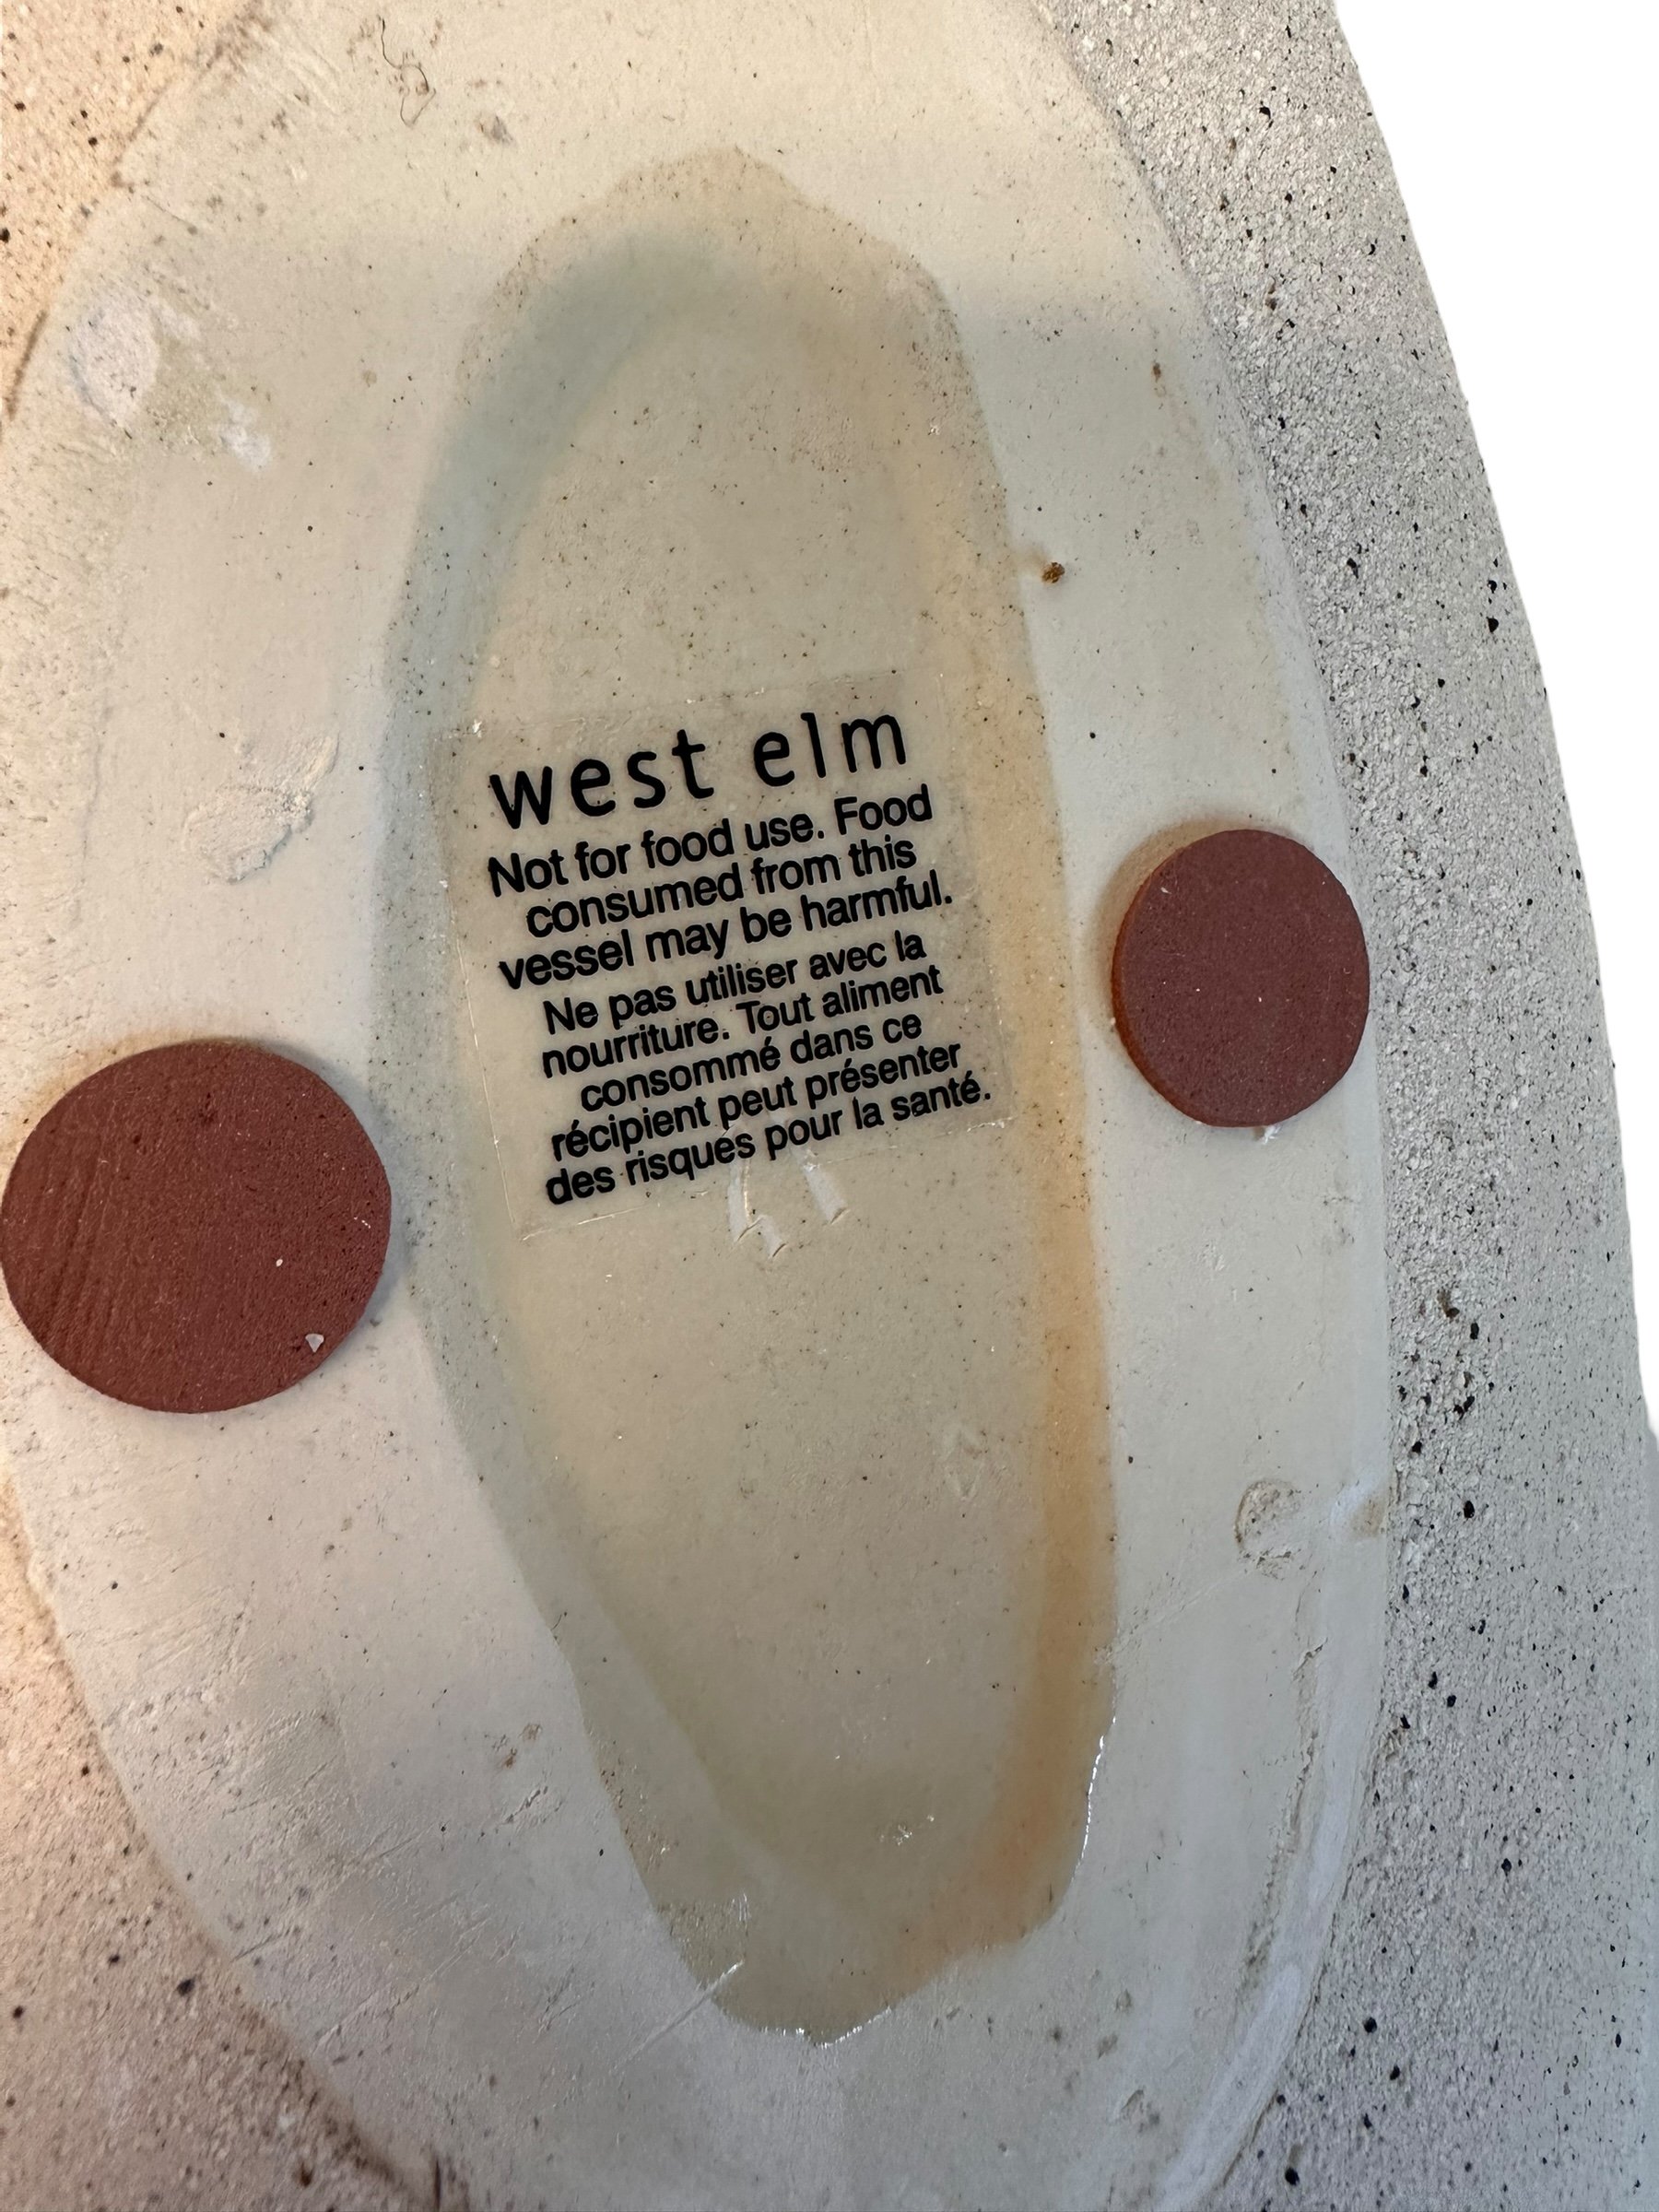 west elm
Not for food use. Food
consumed from this
vessel may be harmful.
Ne pas utiliser avec la
nourriture. Tout aliment
consommé dans ce
récipient peut présenter
des risques pour la santé.